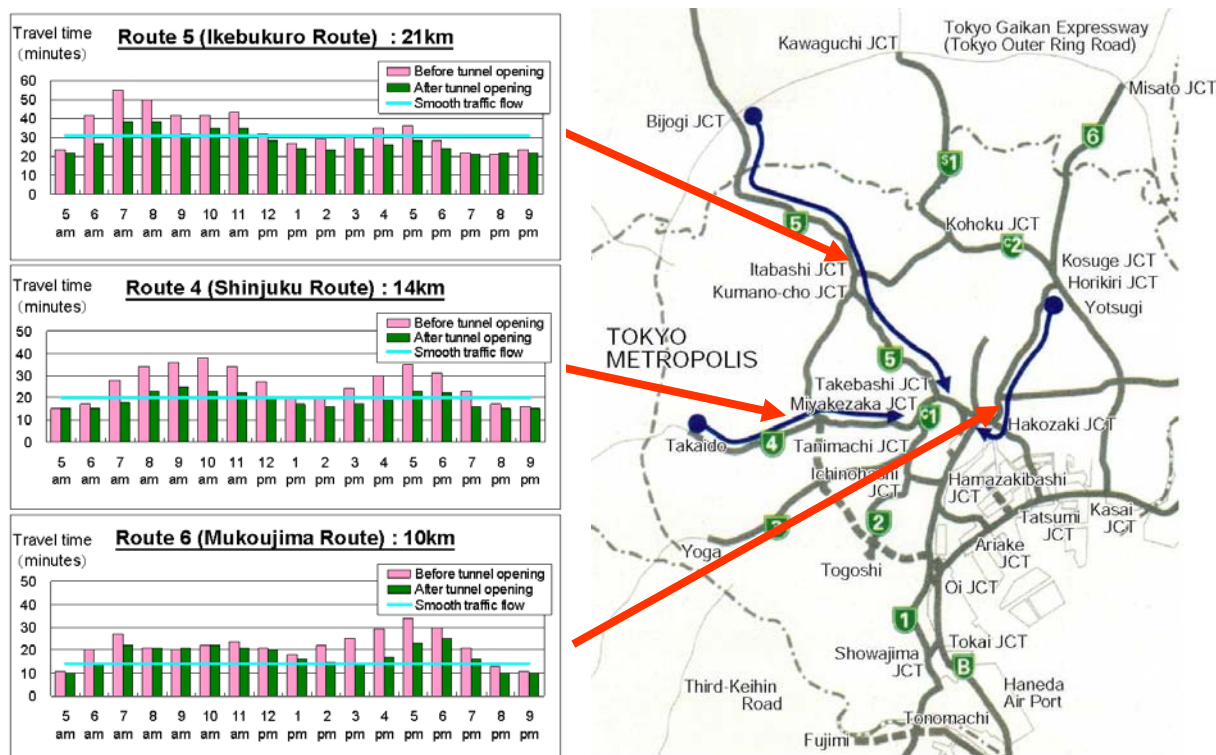 Travel time
(minutes)
Route 5 (Ikebukuro Route) : 21km
Before tunnel opening
After tunnel opening
Smooth traffic flow
60
50
40
30
20
10
0
5 6 7 8 9 10 11 12 1 2 3 4 5 6 7 8 9
am am am am am am am pm pm pm pm pm pm pm pm pm pm
Travel time
(minutes)
Route 4 (Shinjuku Route) : 14km
Before tunnel opening
After tunnel opening
Smooth traffic flow
50
40
30
20
10
0
5 6 7 8 9 10 11 12 1 2 3 4 5 6 7 8 9
am am am am am am am pm pm pm pm pm pm pm pm pm pm
Travel time
(minutes)
Route 6 (Mukoujima Route) : 10km
Before tunnel opening
After tunnel opening
Smooth traffic flow
50
40
30
20
10
0
5 6 7 8 9 10 11 12 1 2 3 4 5 6 7 8 9
am am am am am am am pm pm pm pm pm pm pm pm pm pm
Tokyo Gaikan Expressway
(Tokyo Outer Ring Road)
Kawaguchi JCT
Misato JCT
Bijogi JCT
6
S1
5
Kohoku JCT
C2
Itabashi JCT
Kosuge JCT
Kumano-cho JCT
Horikiri JCT
Yotsugi
TOKYO
METROPOLIS
5
Takebashi JCT
Miyakezaka JCT
C1
Hakozaki JCT
Takaido
4
Tanimachi JCT
Ichinohashi
JCT
Hamazakibashi
JCT
Kasai
JCT
Tatsumi
JCT
3
2
Ariake
JCT
Yoga
Togoshi
Oi JCT
1
Tokai JCT
Showajima
JCT
B
Haneda
Air Port
Third-Keihin
Road
Tonomachi
Fujimi